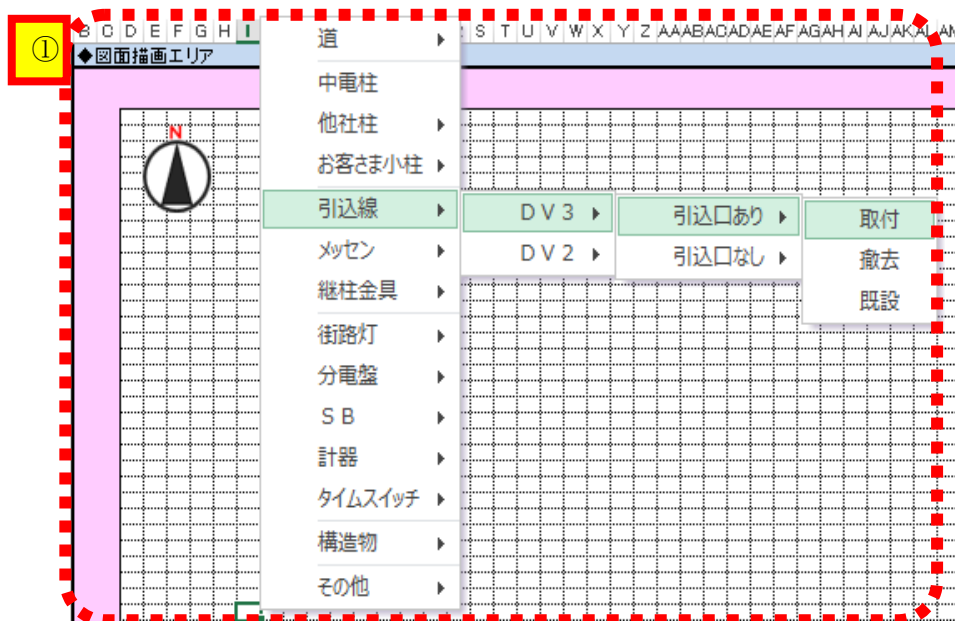 ①
B C D E F G H I S T U V W X Y Z AA AB AC AD AE AF AG AH AI AJ AK AL AM
◆図面描画エリア
N
道
中電柱
他社柱
お客さま小柱
引込線
メッセン
継柱金具
街路灯
分電盤
ＳＢ
計器
タイムスイッチ
構造物
その他
ＤＶ３
ＤＶ２
引込口あり
引込口なし
取付
撤去
既設